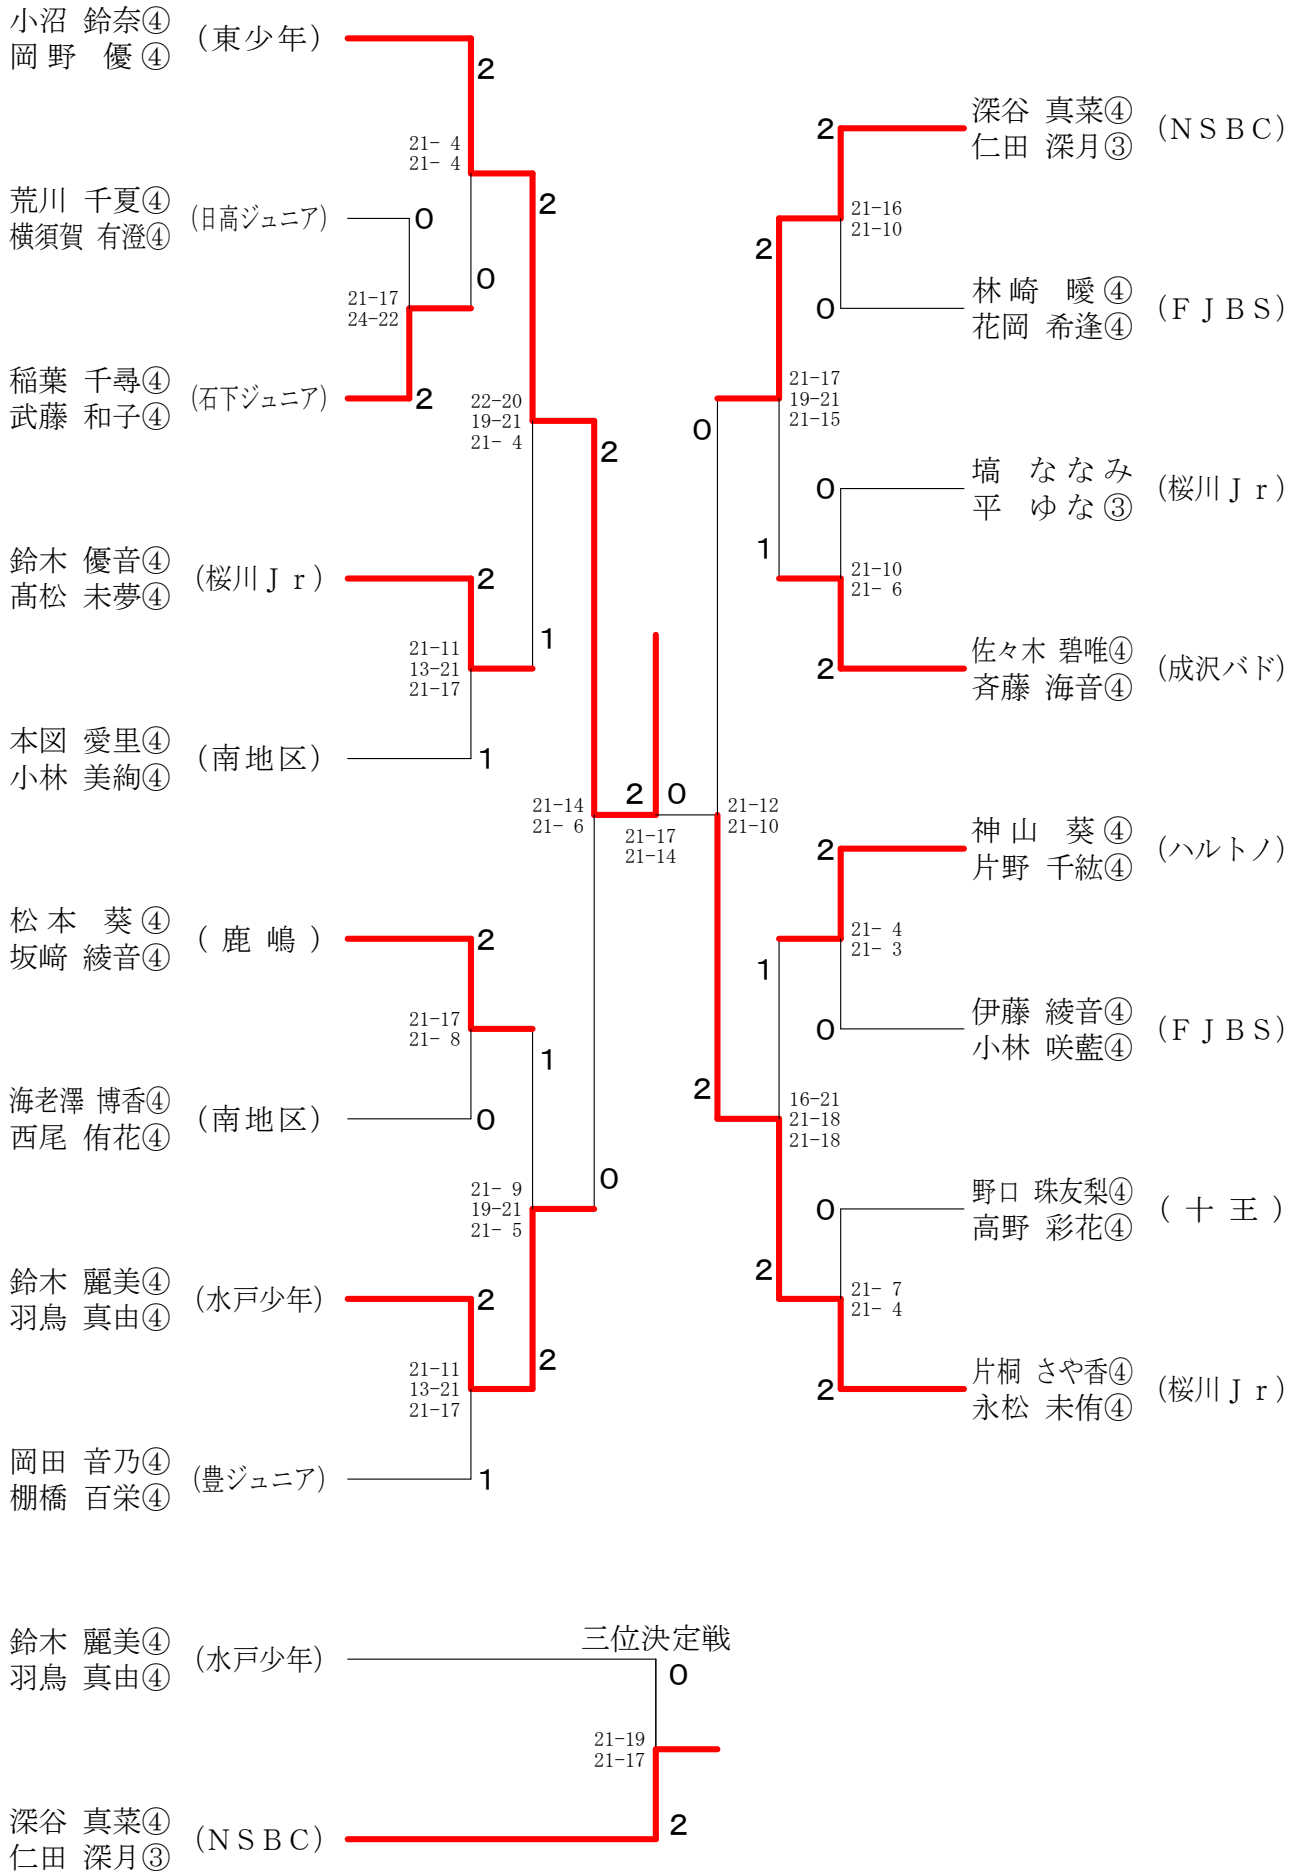 小沼 鈴奈④
岡野 優④
(東少年)
2
21- 4
21- 4
荒川 千夏④
横須賀 有澄④
(日高ジュニア)
0
2
0
21-17
24-22
稲葉 千尋④
武藤 和子④
(石下ジュニア)
2
22-20
19-21
21- 4
2
鈴木 優音④
髙松 未夢④
(桜川Jr)
2
21-11
13-21
21-17
1
本図 愛里④
小林 美絢④
(南地区)
1
21-14
21- 6
2
0
21-17
21-14
松本 葵④
坂﨑 綾音④
(鹿嶋)
2
21-17
21- 8
1
海老澤 博香④
西尾 侑花④
(南地区)
0
21- 9
19-21
21- 5
0
鈴木 麗美④
羽鳥 真由④
(水戸少年)
2
21-11
13-21
21-17
2
岡田 音乃④
棚橋 百栄④
(豊ジュニア)
1
2
深谷 真菜④
仁田 深月③
(NSBC)
2
21-16
21-10
0
林崎 曖④
花岡 希逢④
(FJBS)
0
21-17
19-21
21-15
0
塙 ななみ
平 ゆな③
(桜川Jr)
1
21-10
21- 6
2
佐々木 碧唯④
斉藤 海音④
(成沢バド)
21-12
21-10
2
神山 葵④
片野 千紘④
(ハルトノ)
1
21- 4
21- 3
0
伊藤 綾音④
小林 咲藍④
(FJBS)
2
16-21
21-18
21-18
0
野口 珠友梨④
高野 彩花④
(十王)
2
21- 7
21- 4
2
片桐 さや香④
永松 未侑④
(桜川Jr)
三位決定戦
鈴木 麗美④
羽鳥 真由④
(水戸少年)
0
21-19
21-17
深谷 真菜④
仁田 深月③
(NSBC)
2